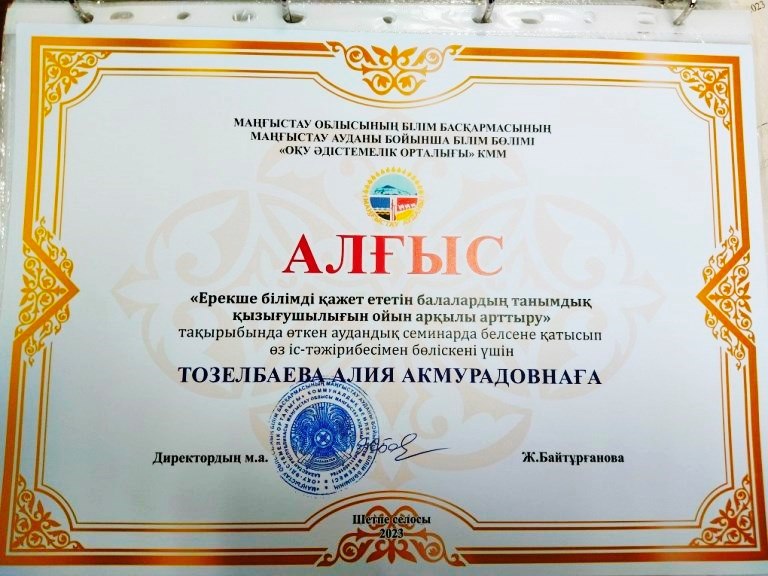 МАҢҒЫСТАУ ОБЛЫСЫНЫҢ БІЛІМ БАСҚАРМАСЫНЫҢ
МАҢҒЫСТАУ АУДАНЫ БОЙЫНША БІЛІМ БӨЛІМІ
«ОҚУ ӘДІСТЕМЕЛІК ОРТАЛЫҒЫ» КММ
АЛҒЫС
«Ерекше білімді қажет ететін балалардың танымдық
қызығушылығын ойын арқылы арттыру»
тақырыбында өткен аудандық семинарда белсене қатысып
өз іс-тәжірибесімен бөліскені үшін
ТОЗЕЛБАЕВА АЛИЯ АКМУРАДОВНАҒА
Директордың м.а.
Ж.Байтұрғанова
Шетпе селосы
2023